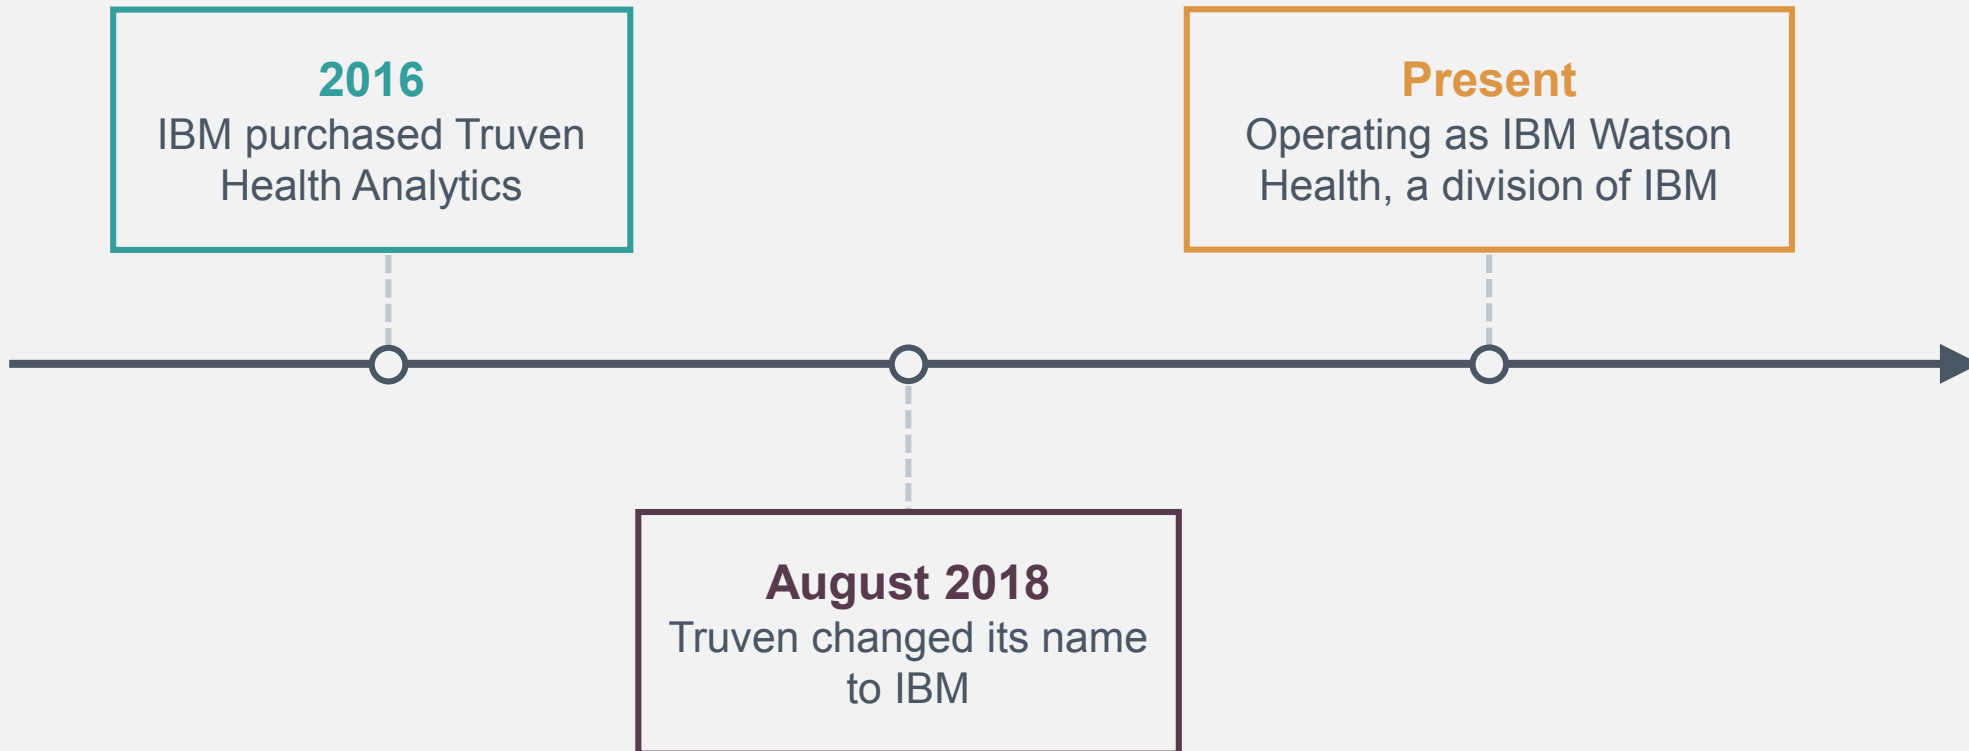 2016
IBM purchased Truven
Health Analytics
August 2018
Truven changed its name
to IBM
Present
Operating as IBM Watson
Health, a division of IBM